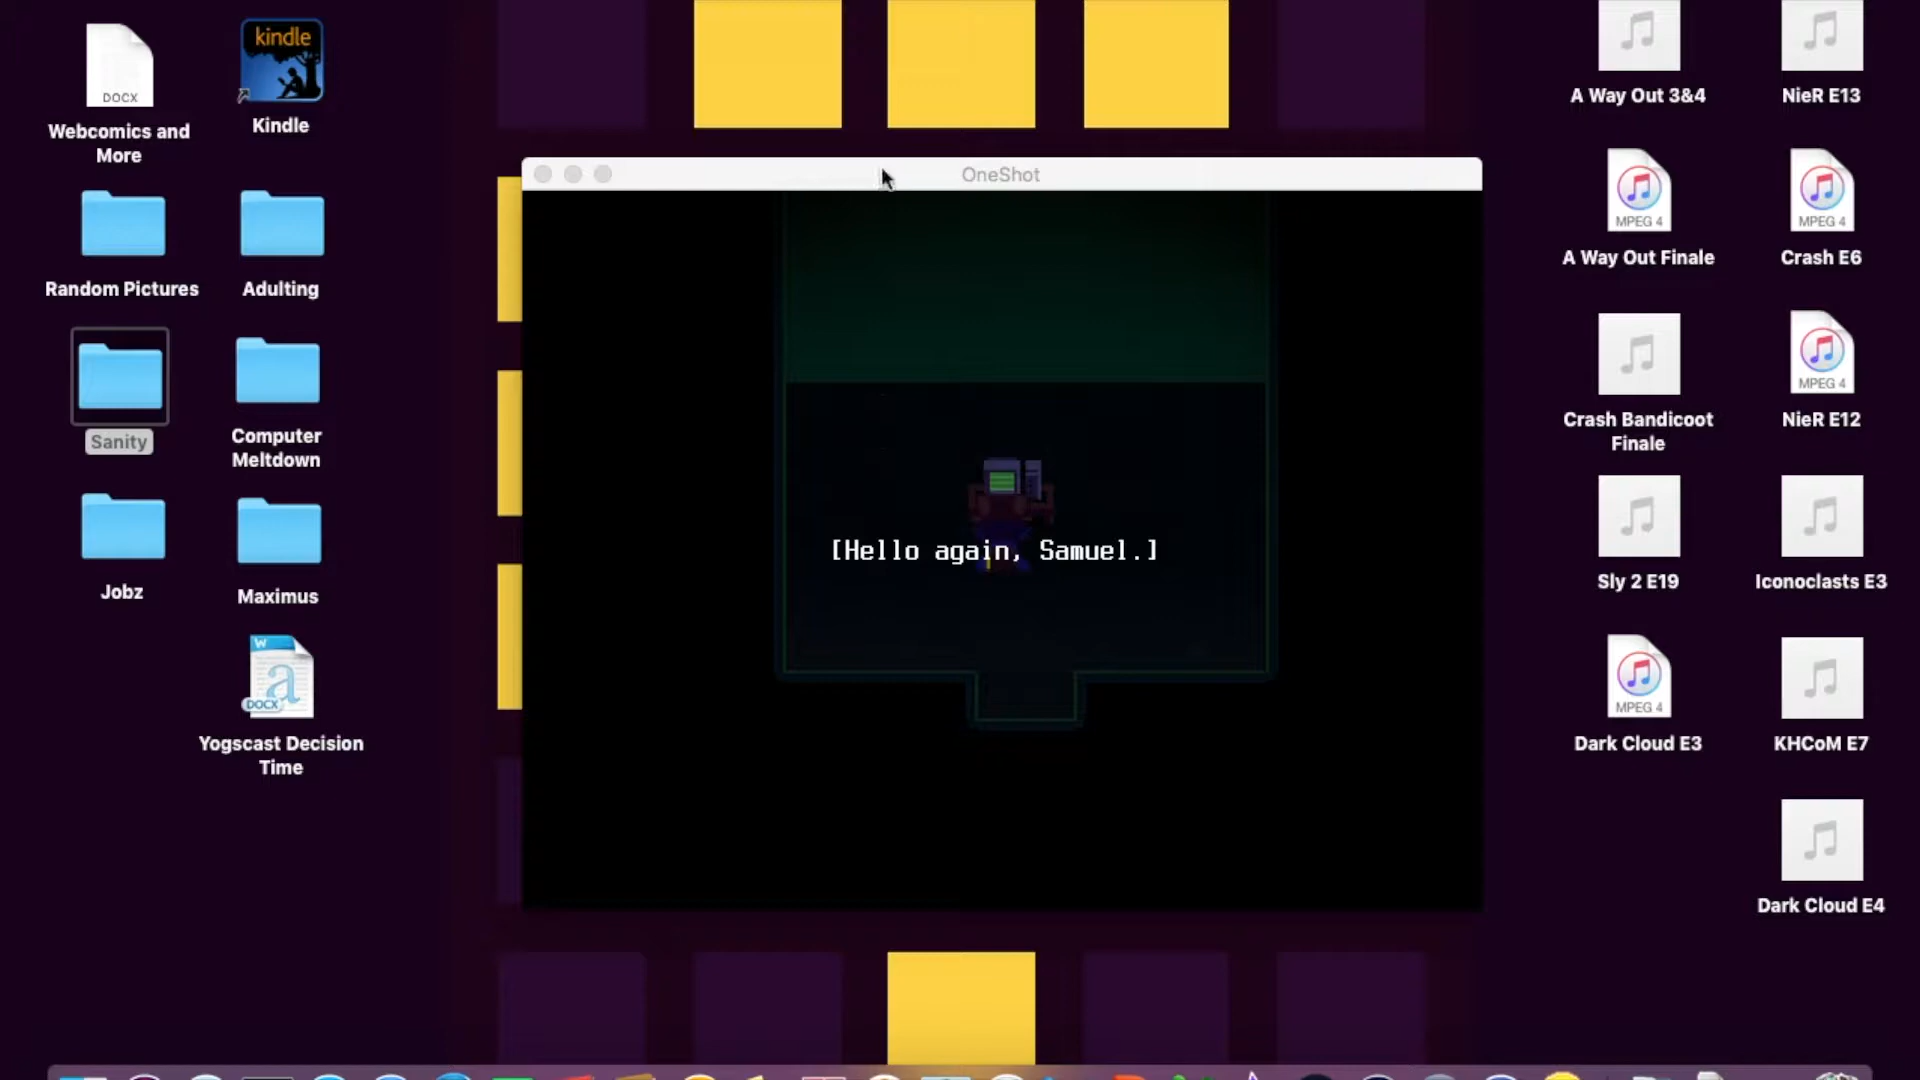 kindle
DOCX
Webcomics and
More
Kindle
Random Pictures
Adulting
Sanity
Computer
Meltdown
Jobz
Maximus
W
a
DOCX
Yogscast Decision
Time
OneShot
[Hello again, Samuel.]
A Way Out 3&4
NieR E13
MPEG 4
MPEG 4
A Way Out Finale
Crash E6
MPEG 4
Crash Bandicoot
Finale
NieR E12
Sly 2 E19
Iconoclasts E3
MPEG 4
Dark Cloud E3
KHCoM E7
Dark Cloud E4